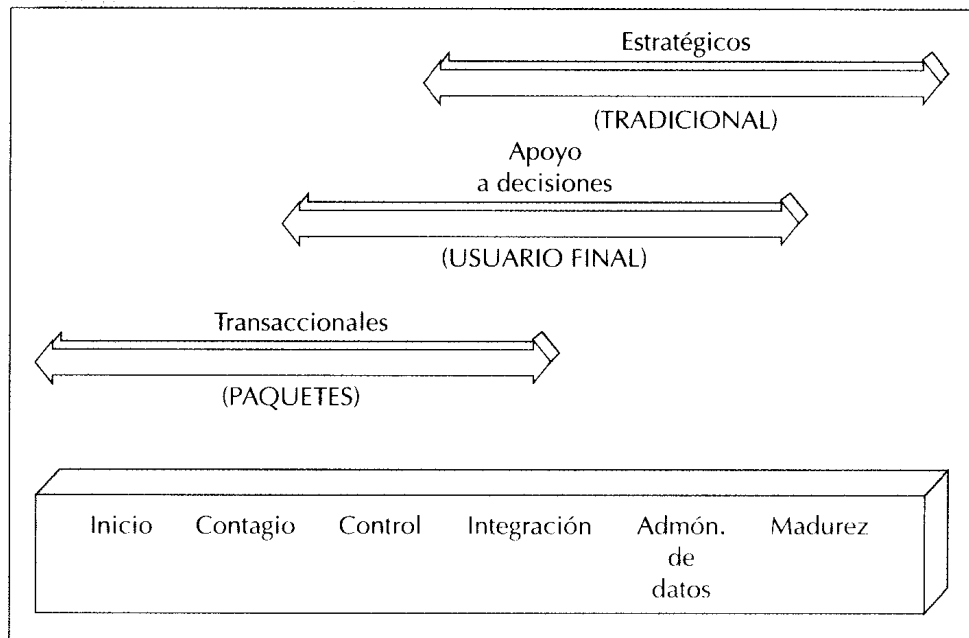 Estratégicos
(TRADICIONAL)
Apoyo
a decisiones
(USUARIO FINAL)
Transaccionales
(PAQUETES)
Inicio Contagio Control Integración Admón. Madurez
de
datos